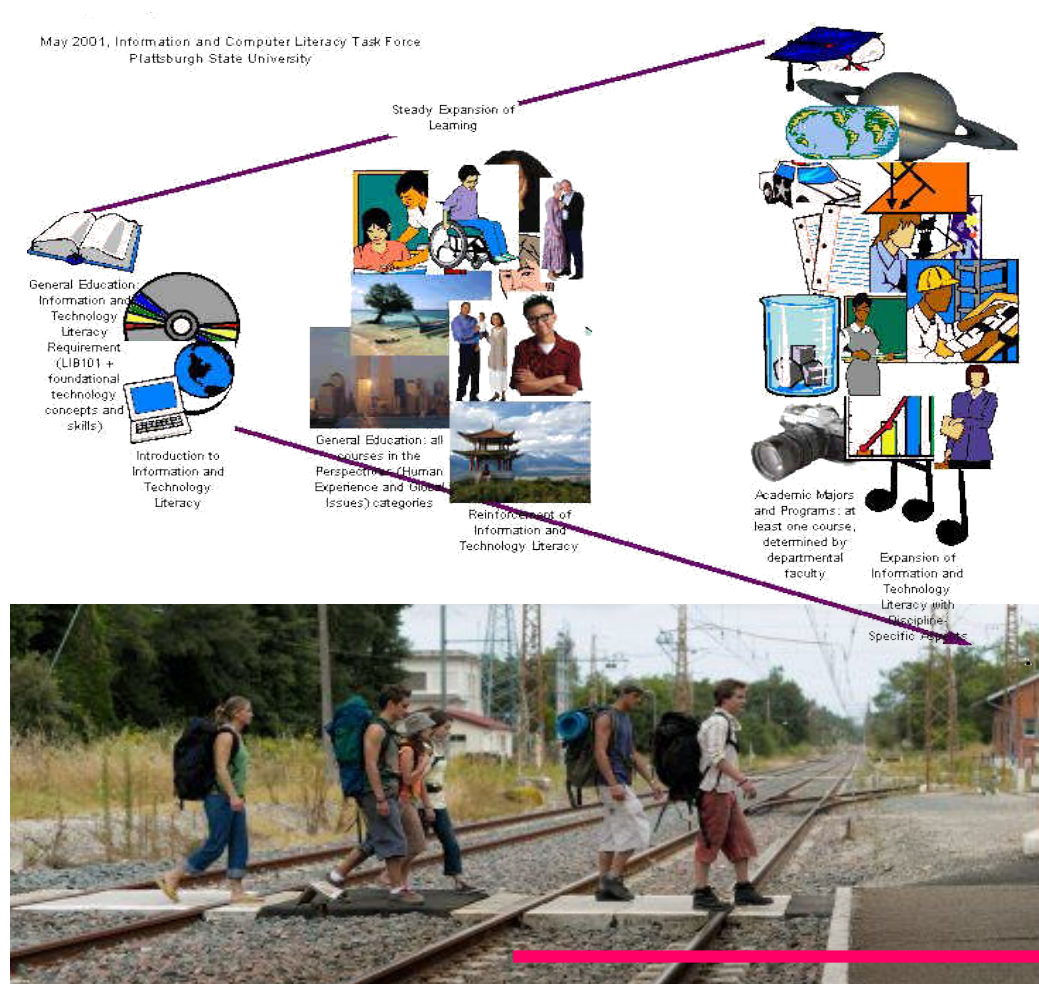 May 2001, Information and Computer Literacy Task Force
Plattsburgh State University
Steady Expansion of
Learning
General Education:
Information and
Technology
Literacy
Requirement
(LIB101 +
foundational
technology
concepts and
skills)
Introduction to
Information and
Technology
Literacy
General Education: all
courses in the
Perspectives (Human
Experience and Global
Issues) categories
Reinforcement of
Information and
Technology Literacy
Academic Majors
and Programs: at
least one course,
determined by
departmental
faculty
Expansion of
Information and
Technology
Literacy with
Discipline-
Specific Aspects